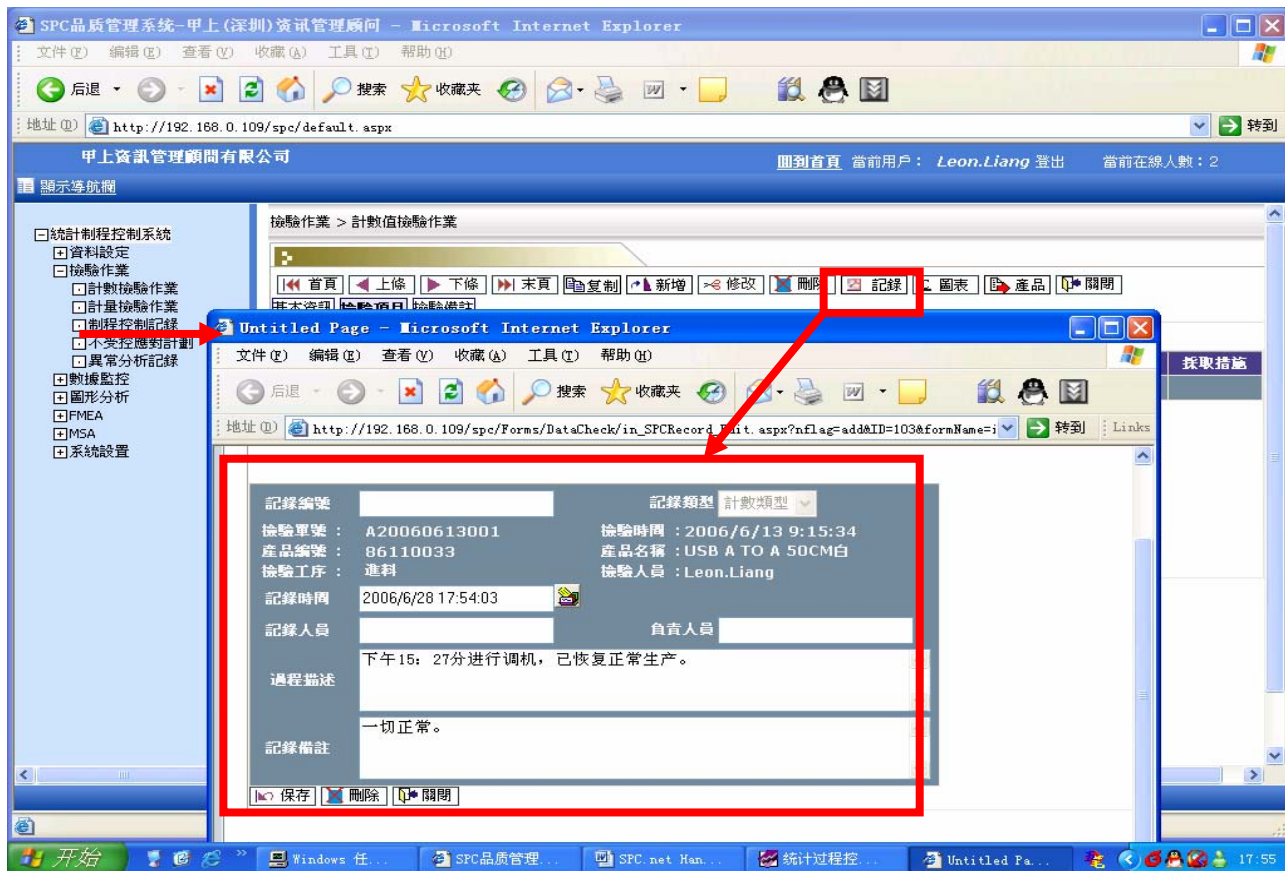 SPC品质管理系统-甲上(深圳)资讯管理顾问 - Microsoft Internet Explorer
文件(F) 编辑(E) 查看(V) 收藏(A) 工具(T) 帮助(H)
后退 搜索 收藏夹
地址(D) http://192.168.0.109/spc/default.aspx 转到
甲上資訊管理顧問有限公司 回到首頁 當前用戶: Leon.Liang 登出 當前在線人數:2
顯示導航欄
檢驗作業 > 計數值檢驗作業
統計制程控制系統
資料設定
檢驗作業
計數檢驗作業
計量檢驗作業
制程控制記錄
不受控應對計劃
異常分析記錄
數據監控
圖形分析
FMEA
MSA
系統設置
首頁 上條 下條 末頁 复制 新增 修改 刪除 記錄 圖表 產品 關閉
基本資訊 檢驗項目 檢驗備註
採取措施
Untitled Page - Microsoft Internet Explorer
文件(F) 编辑(E) 查看(V) 收藏(A) 工具(T) 帮助(H)
后退 搜索 收藏夹
地址(D) http://192.168.0.109/spc/Forms/DataCheck/in_SPCRecord_Edit.aspx?nflag=add&ID=103&formName=i 转到 Links
記錄編號 記錄類型 計數類型
檢驗單號: A20060613001 檢驗時間:2006/6/13 9:15:34
產品編號: 86110033 產品名稱:USB A TO A 50CM白
檢驗工序: 進料 檢驗人員:Leon.Liang
記錄時間 2006/6/28 17:54:03
記錄人員 負責人員
過程描述 下午15:27分进行调机,已恢复正常生产。
記錄備註 一切正常。
保存 刪除 關閉
开始 Windows 任... SPC品质管理... SPC.net Han... 统计过程控... Untitled Pa... 17:55